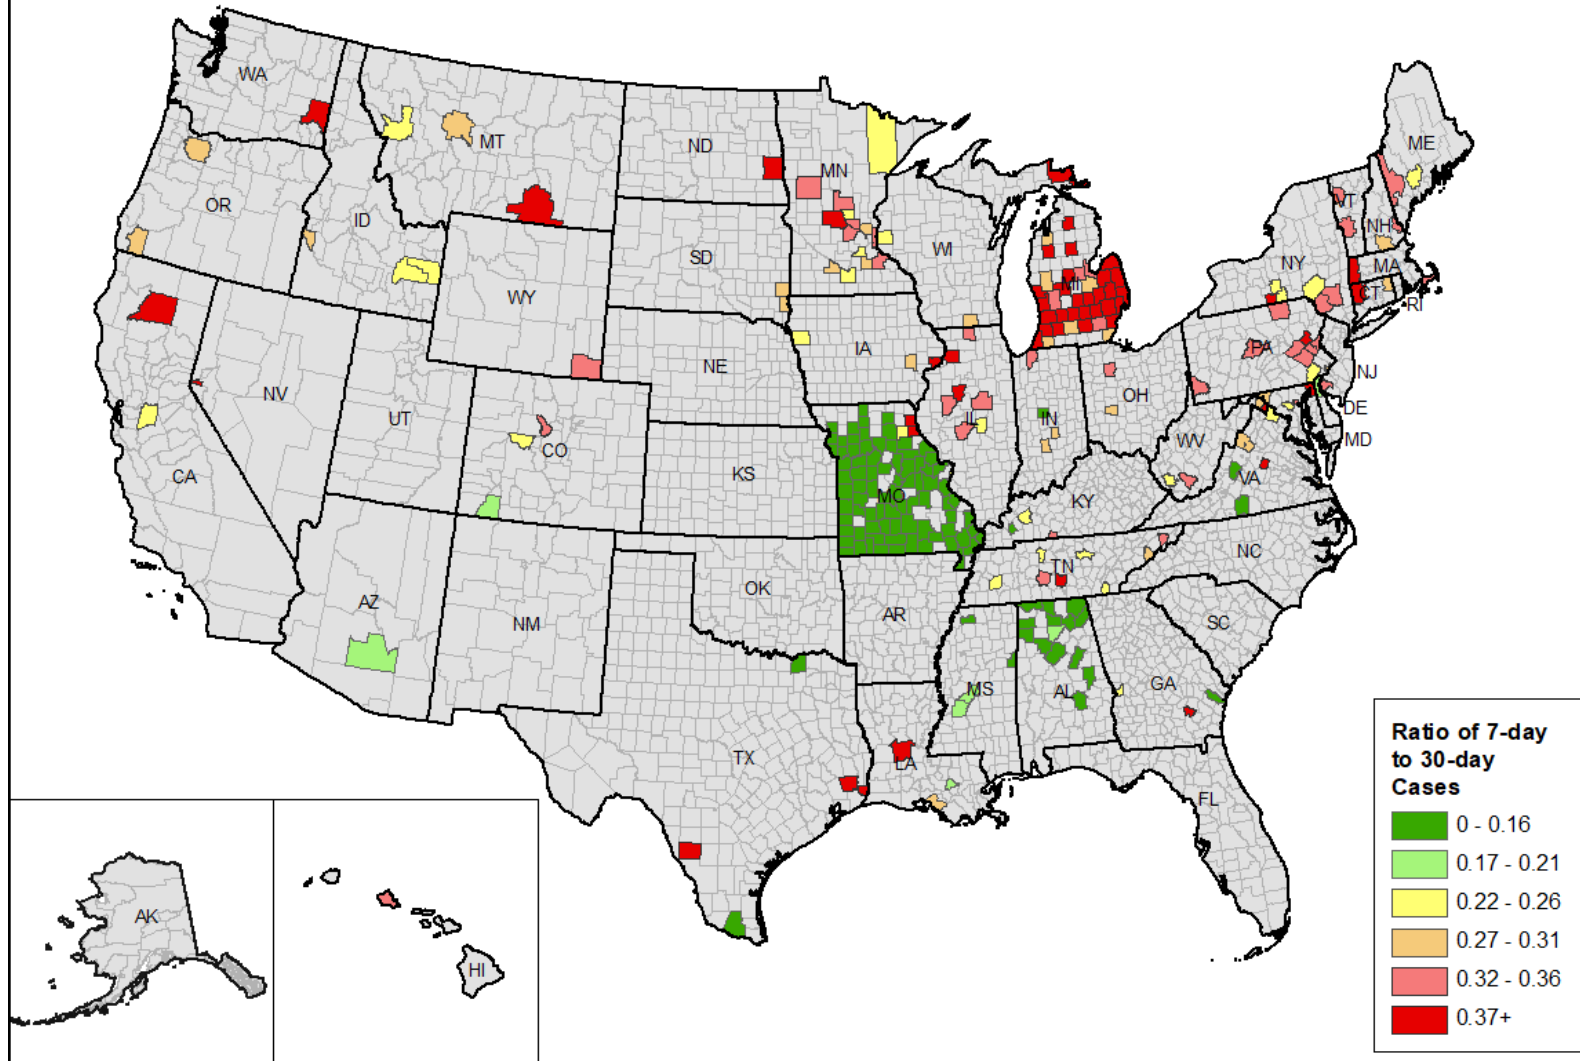 WA
MT
ND
MN
ME
OR
ID
SD
WI
MI
VT
NH
NY
MA
CT
RI
WY
NE
IA
PA
NJ
NV
UT
CO
IL
IN
OH
DE
MD
WV
VA
CA
KS
MO
KY
AZ
NM
OK
AR
TN
NC
SC
MS
AL
GA
TX
LA
FL
AK
HI
Ratio of 7-day
to 30-day
Cases
0 - 0.16
0.17 - 0.21
0.22 - 0.26
0.27 - 0.31
0.32 - 0.36
0.37+